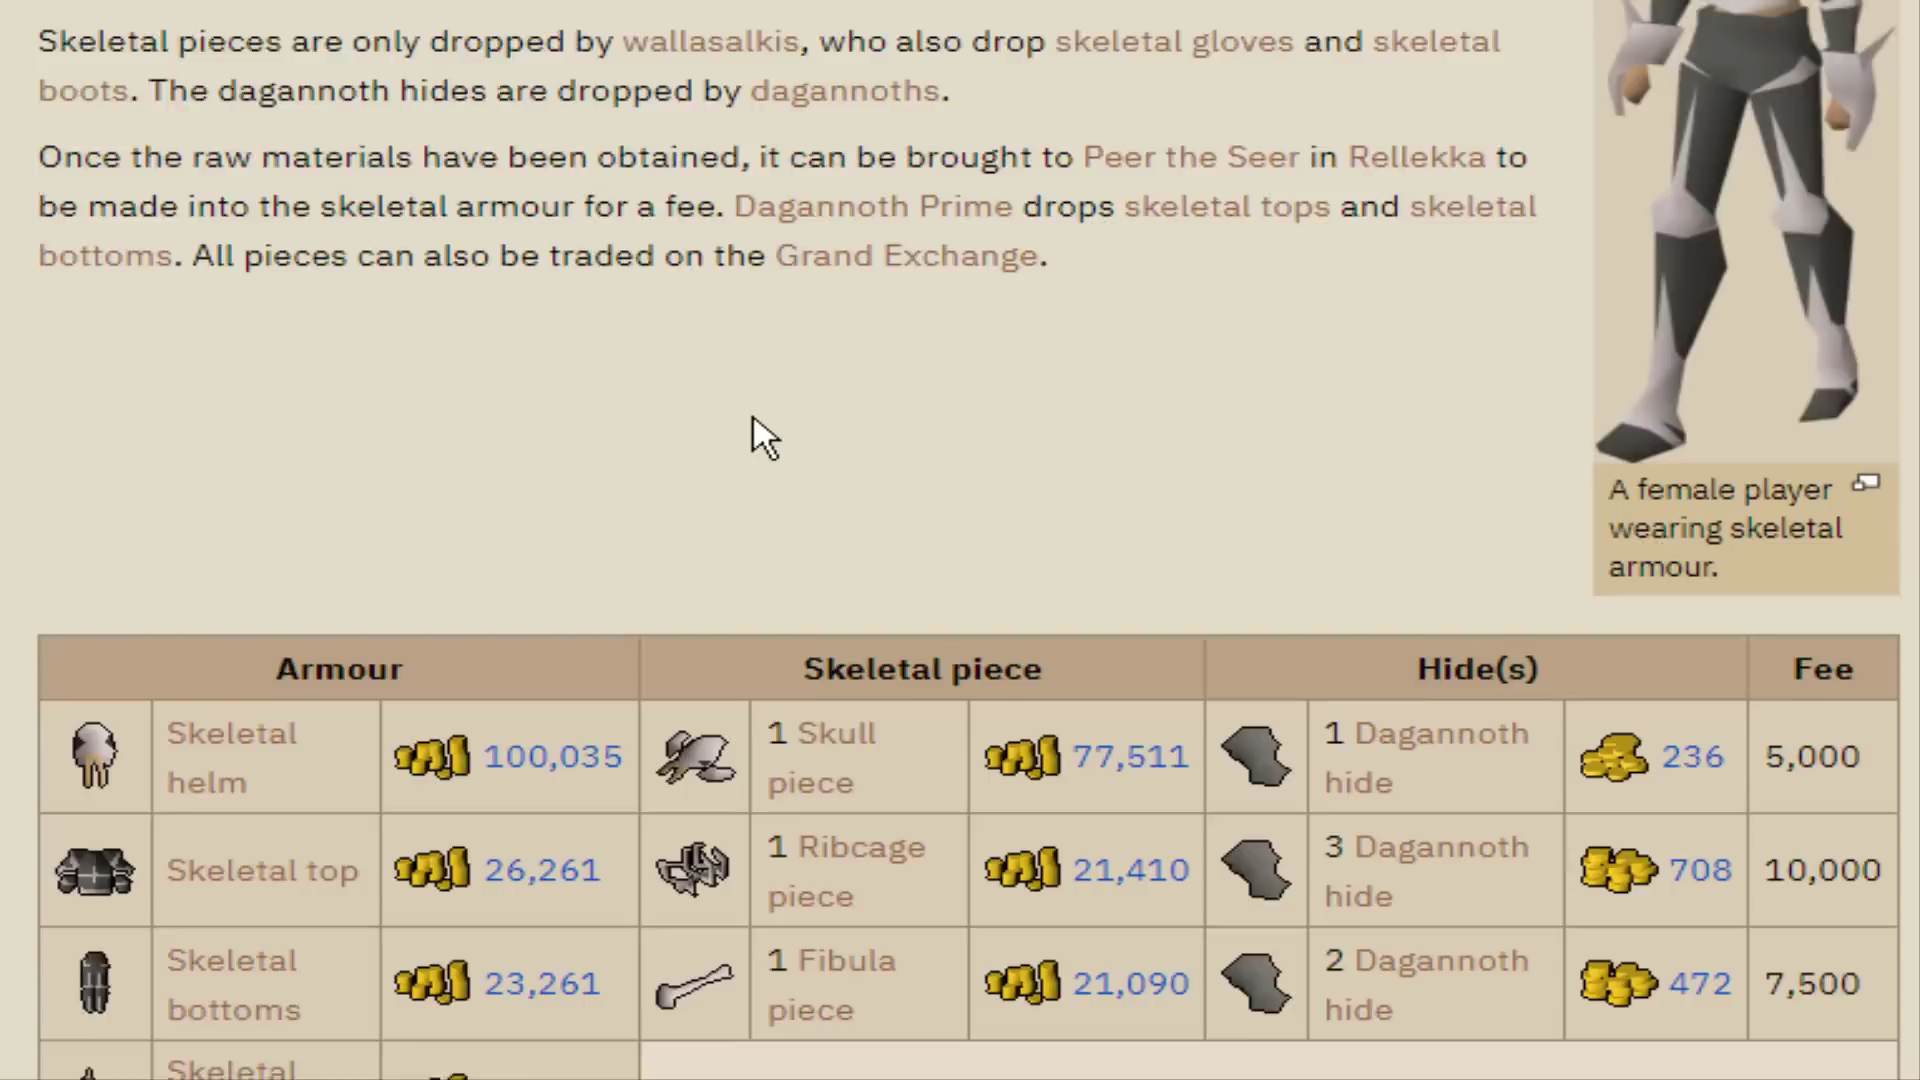 Skeletal pieces are only dropped by wallasalkis, who also drop skeletal gloves and skeletal
boots. The dagannoth hides are dropped by dagannoths.
Once the raw materials have been obtained, it can be brought to Peer the Seer in Rellekka to
be made into the skeletal armour for a fee. Dagannoth Prime drops skeletal tops and skeletal
bottoms. All pieces can also be traded on the Grand Exchange.
A female player
wearing skeletal
armour.
Armour Skeletal piece Hide(s) Fee
Skeletal helm 100,035 1 Skull piece 77,511 1 Dagannoth hide 236 5,000
Skeletal top 26,261 1 Ribcage piece 21,410 3 Dagannoth hide 708 10,000
Skeletal bottoms 23,261 1 Fibula piece 21,090 2 Dagannoth hide 472 7,500
Skeletal